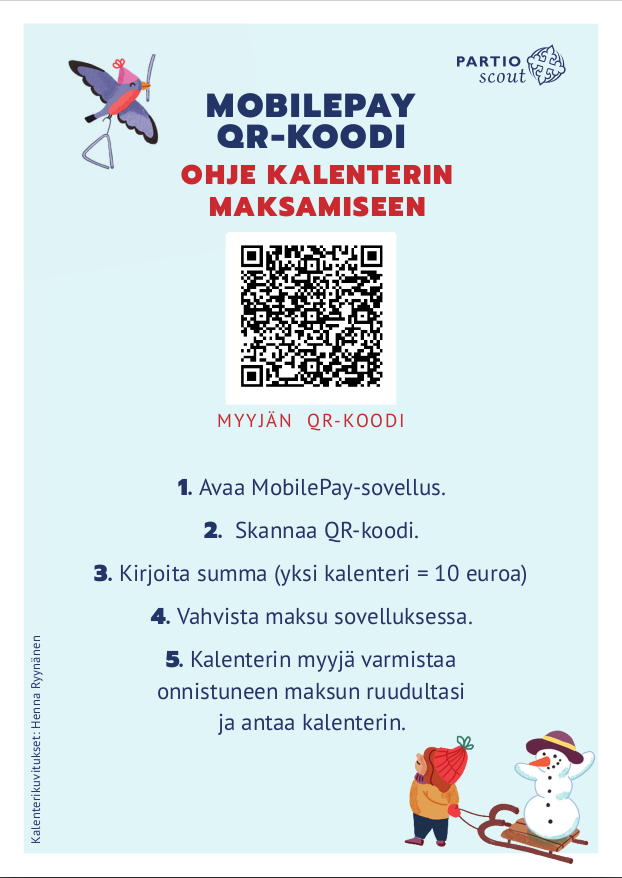 PARTIO
scout
MOBILEPAY
QR-KOODI
OHJE KALENTERIN
MAKSAMISEEN
MYYJÄN QR-KOODI
1. Avaa MobilePay-sovellus.
2. Skannaa QR-koodi.
3. Kirjoita summa (yksi kalenteri = 10 euroa)
4. Vahvista maksu sovelluksessa.
5. Kalenterin myyjä varmistaa
onnistuneen maksun ruudultasi
ja antaa kalenterin.
Kalenterikuvitukset: Henna Ryynänen